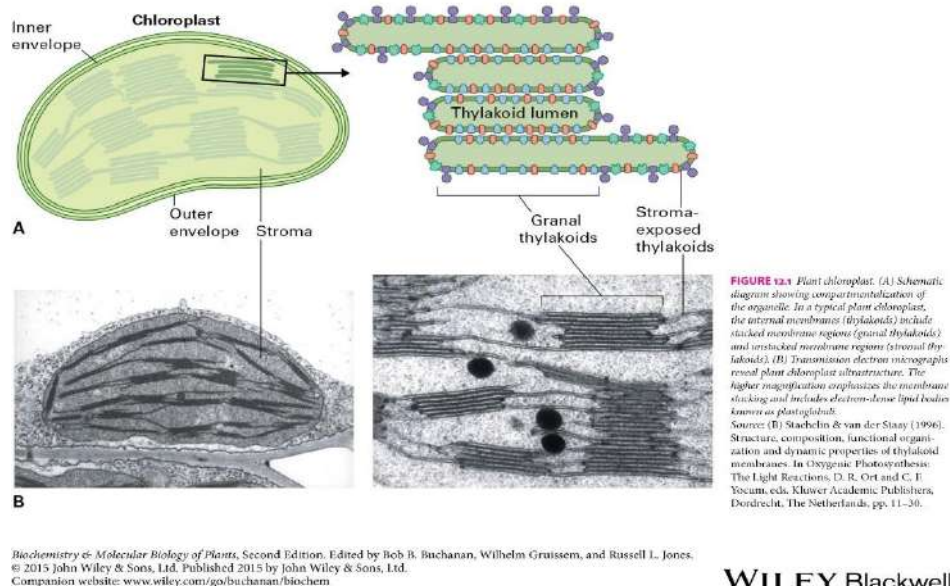 Chloroplast
Inner
envelope
Thylakoid lumen
Outer
envelope
Stroma
A
Granal
thylakoids
Stroma-
exposed
thylakoids
B
FIGURE 12.1 Plant chloroplast. (A) Schematic
diagram showing compartmentalization of
the organelle. In a typical plant chloroplast,
the internal membranes (thylakoids) include
stacked membrane regions (granal thylakoids)
and unstacked membrane regions (stromal thy-
lakoids). (B) Transmission electron micrographs
reveal plant chloroplast ultrastructure. The
higher magnification emphasizes the membrane
stacking and includes electron-dense lipid bodies
known as plastoglobuli.
Source: (B) Staehelin & van der Staay (1996).
Structure, composition, functional organi-
zation and dynamic properties of thylakoid
membranes. In Oxygenic Photosynthesis:
The Light Reactions, D. R. Ort and C. F.
Yocum, eds. Kluwer Academic Publishers,
Dordrecht, The Netherlands, pp. 11–30.
Biochemistry & Molecular Biology of Plants, Second Edition. Edited by Bob B. Buchanan, Wilhelm Gruissem, and Russell L. Jones.
© 2015 John Wiley & Sons, Ltd. Published 2015 by John Wiley & Sons, Ltd.
Companion website: www.wiley.com/go/buchanan/biochem
WILEY Blackwell